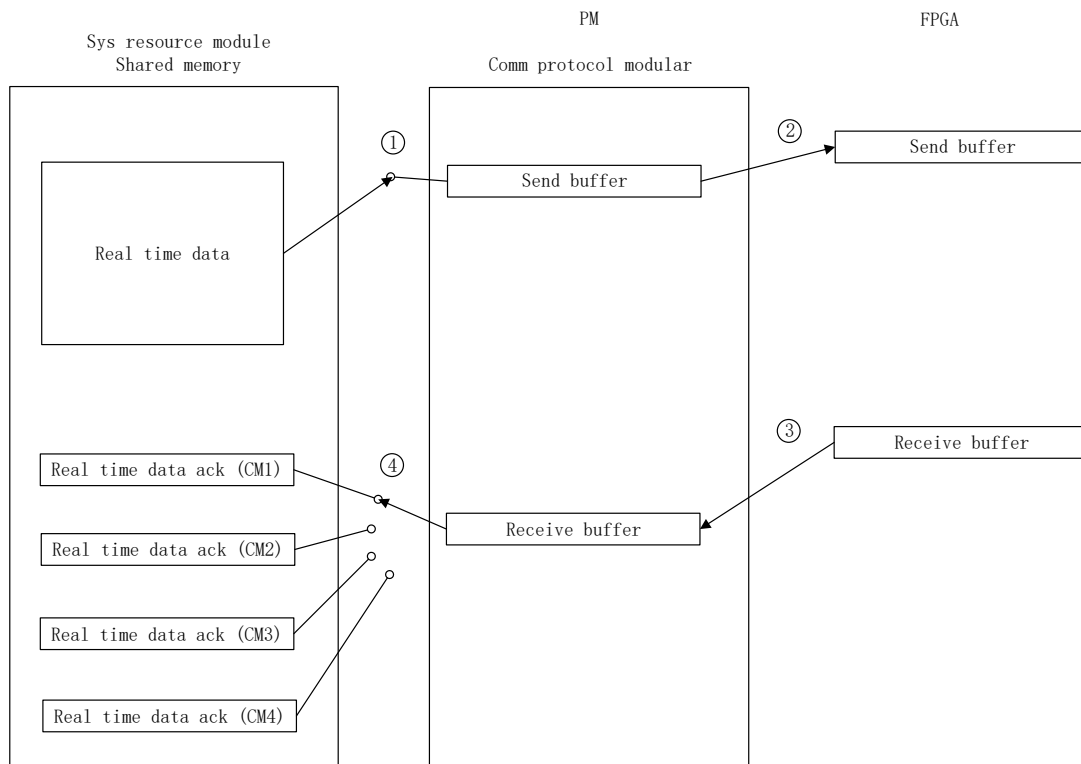 PM
FPGA
Sys resource module
Shared memory
Comm protocol modular
①
②
Send buffer
Send buffer
Real time data
③
Receive buffer
④
Real time data ack (CM1)
Receive buffer
Real time data ack (CM2)
Real time data ack (CM3)
Real time data ack (CM4)